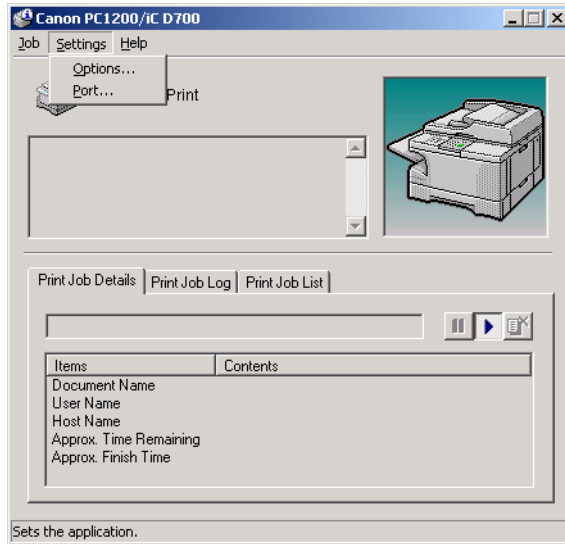 Canon PC1200/iC D700
Job Settings Help
Options...
Port...
Print
Print Job Details Print Job Log Print Job List
Items Contents
Document Name
User Name
Host Name
Approx. Time Remaining
Approx. Finish Time
Sets the application.